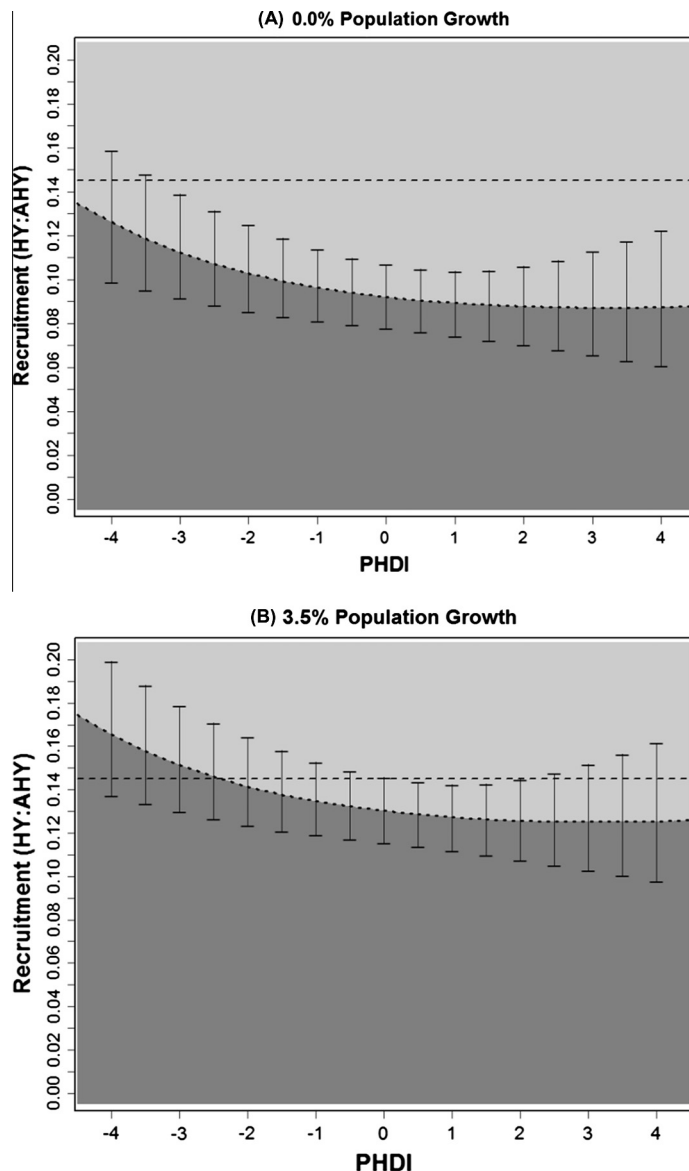 (A) 0.0% Population Growth
Recruitment (HY:AHY)
0.20
0.18
0.16
0.14
0.12
0.10
0.08
0.06
0.04
0.02
0.00
-4 -3 -2 -1 0 1 2 3 4
PHDI
(B) 3.5% Population Growth
Recruitment (HY:AHY)
0.20
0.18
0.16
0.14
0.12
0.10
0.08
0.06
0.04
0.02
0.00
-4 -3 -2 -1 0 1 2 3 4
PHDI